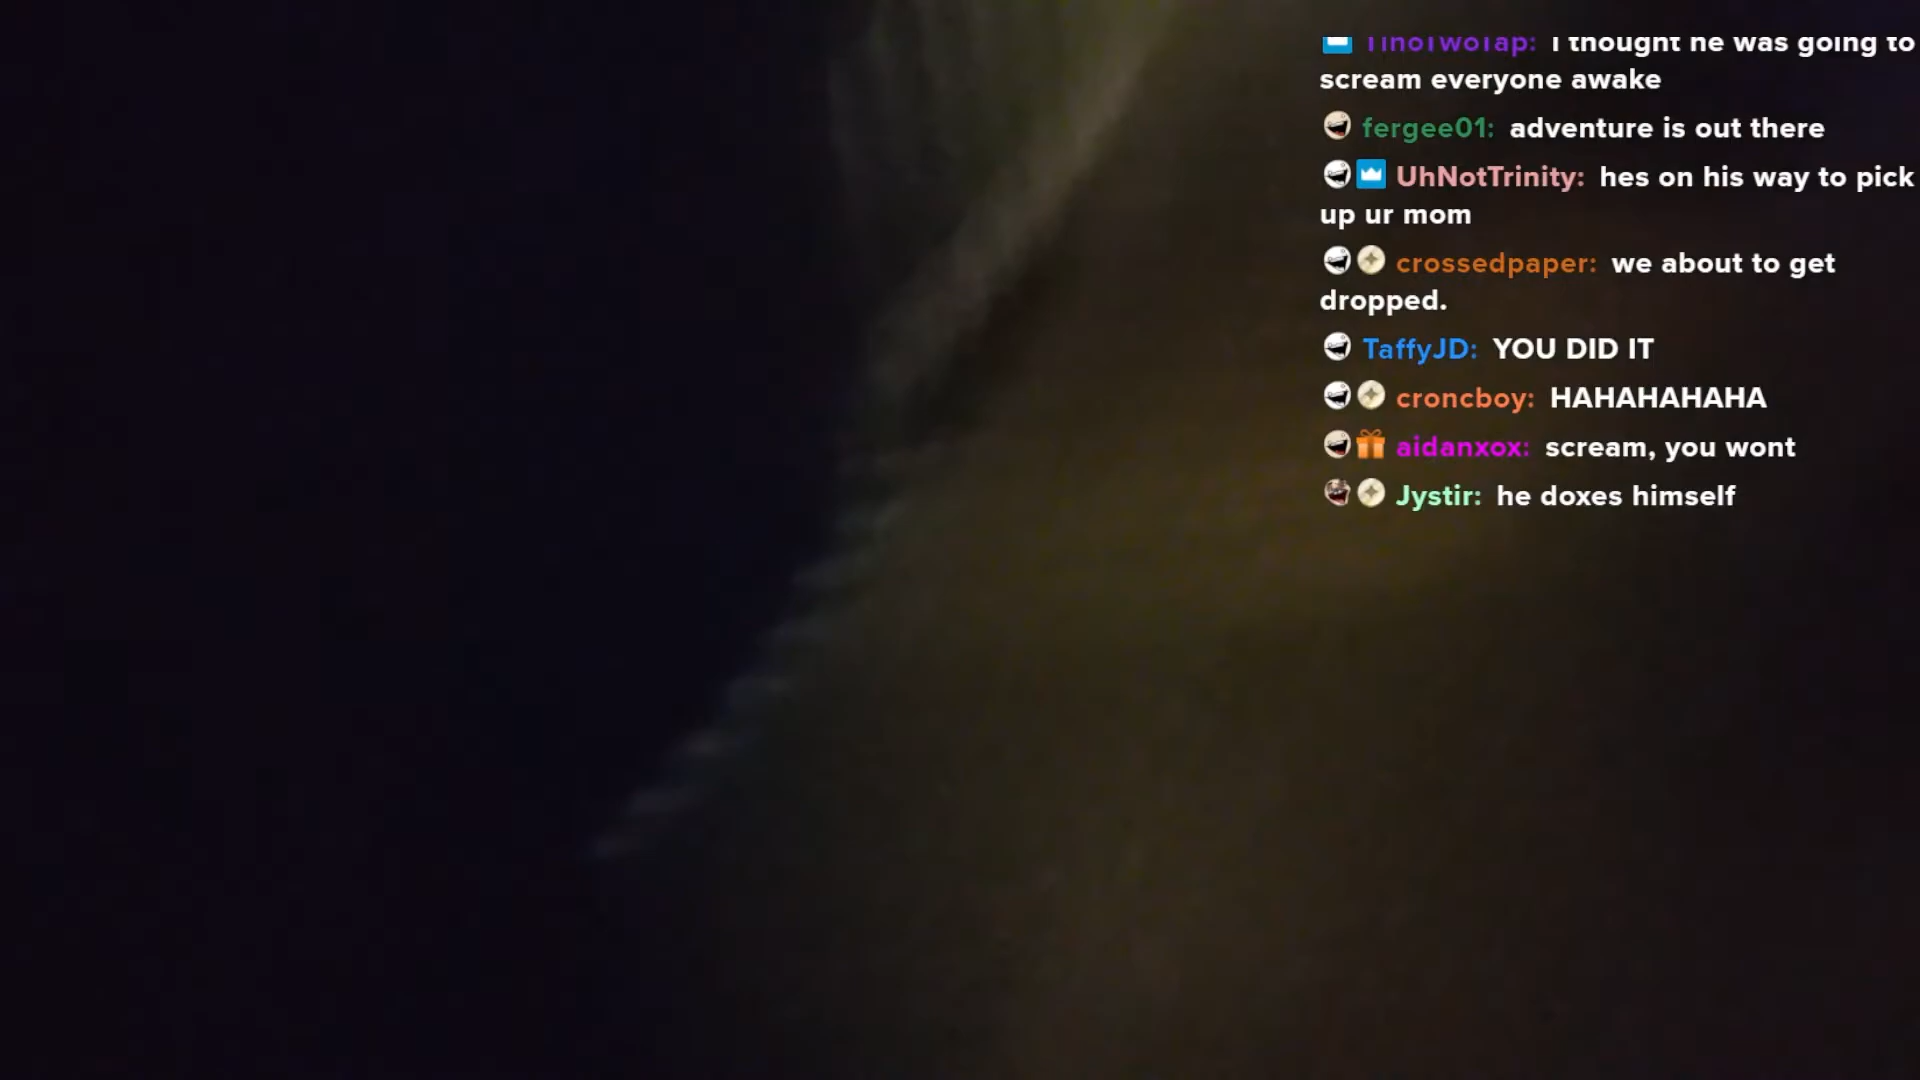 TinoTwoTap: I thought he was going to
scream everyone awake
fergee01: adventure is out there
UhNotTrinity: hes on his way to pick
up ur mom
crossedpaper: we about to get
dropped.
TaffyJD: YOU DID IT
croncboy: HAHAHAHAHA
aidanxox: scream, you wont
Jystir: he doxes himself